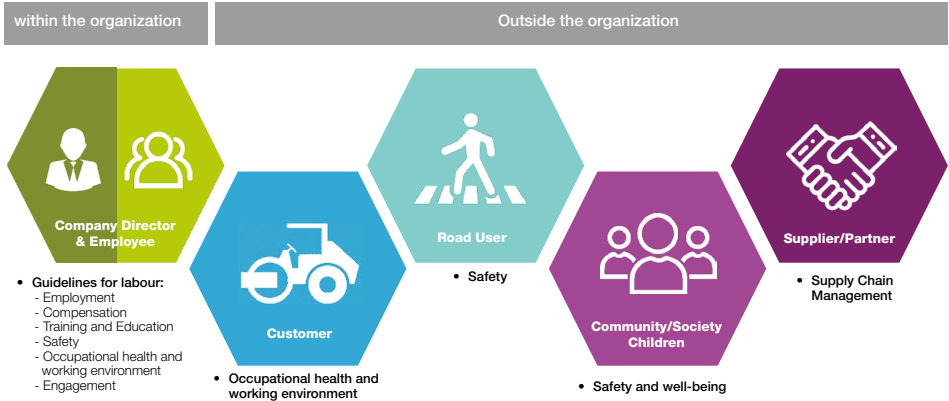 within the organization
Outside the organization
Company Director
& Employee
• Guidelines for labour:
- Employment
- Compensation
- Training and Education
- Safety
- Occupational health and
working environment
- Engagement
Customer
• Occupational health and
working environment
Road User
• Safety
Community/Society
Children
• Safety and well-being
Supplier/Partner
• Supply Chain
Management